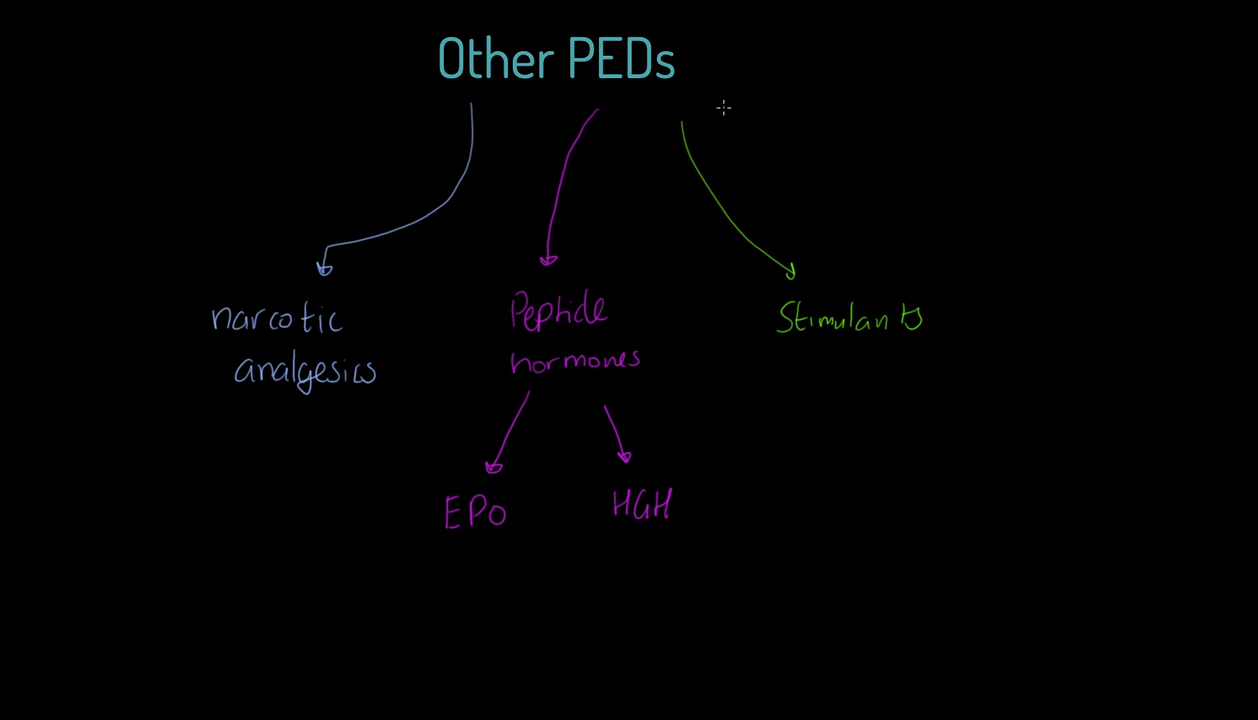 Other PEDs
narcotic
analgesics
Peptide
hormones
Stimulants
EPO
HGH